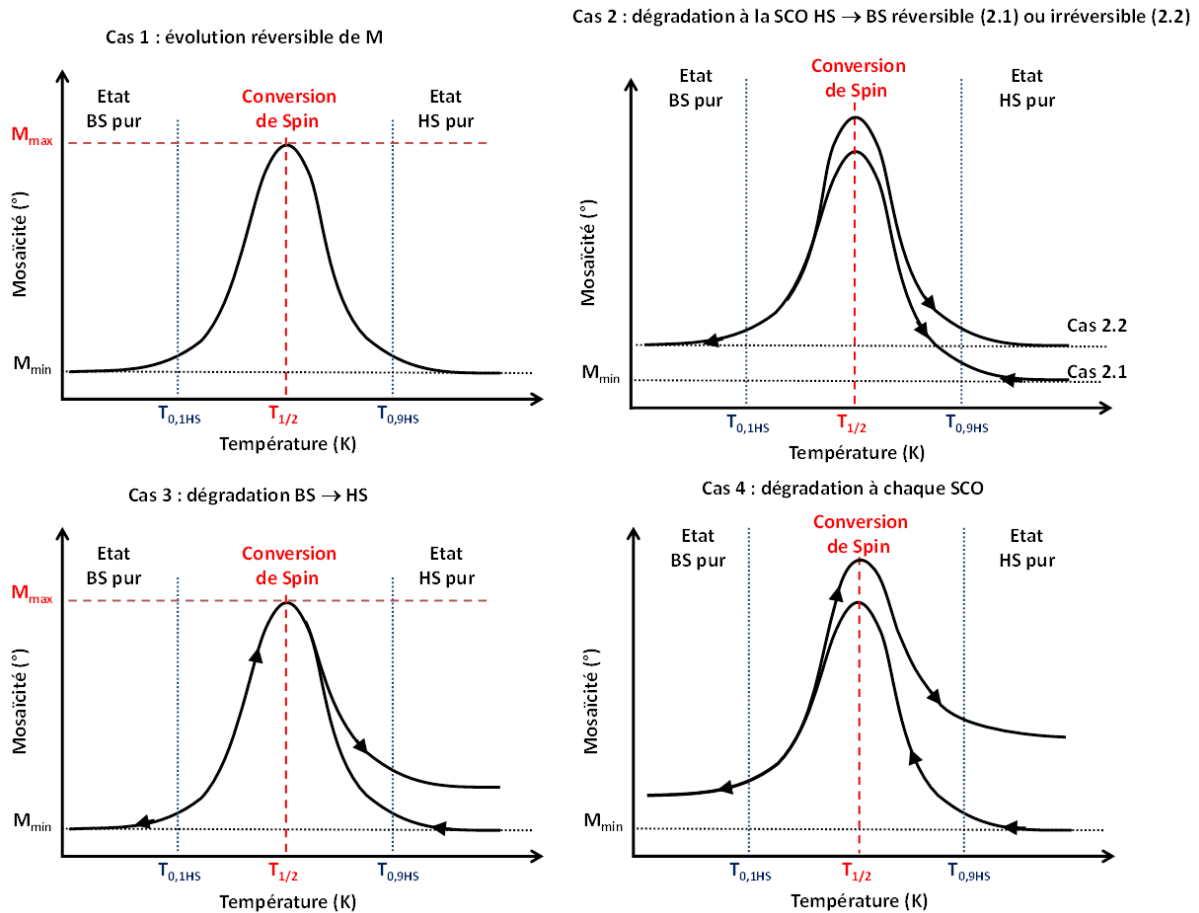 Cas 1 : évolution réversible de M
Etat
BS pur
Conversion
de Spin
Etat
HS pur
Mmax
Mosaïcité (°)
Mmin
T0,1HS
T1/2
T0,9HS
Température (K)
Cas 2 : dégradation à la SCO HS → BS réversible (2.1) ou irréversible (2.2)
Etat
BS pur
Conversion
de Spin
Etat
HS pur
Mosaïcité (°)
Cas 2.2
Mmin
Cas 2.1
T0,1HS
T1/2
T0,9HS
Température (K)
Cas 3 : dégradation BS → HS
Etat
BS pur
Conversion
de Spin
Etat
HS pur
Mmax
Mosaïcité (°)
Mmin
T0,1HS
T1/2
T0,9HS
Température (K)
Cas 4 : dégradation à chaque SCO
Etat
BS pur
Conversion
de Spin
Etat
HS pur
Mosaïcité (°)
Mmin
T0,1HS
T1/2
T0,9HS
Température (K)